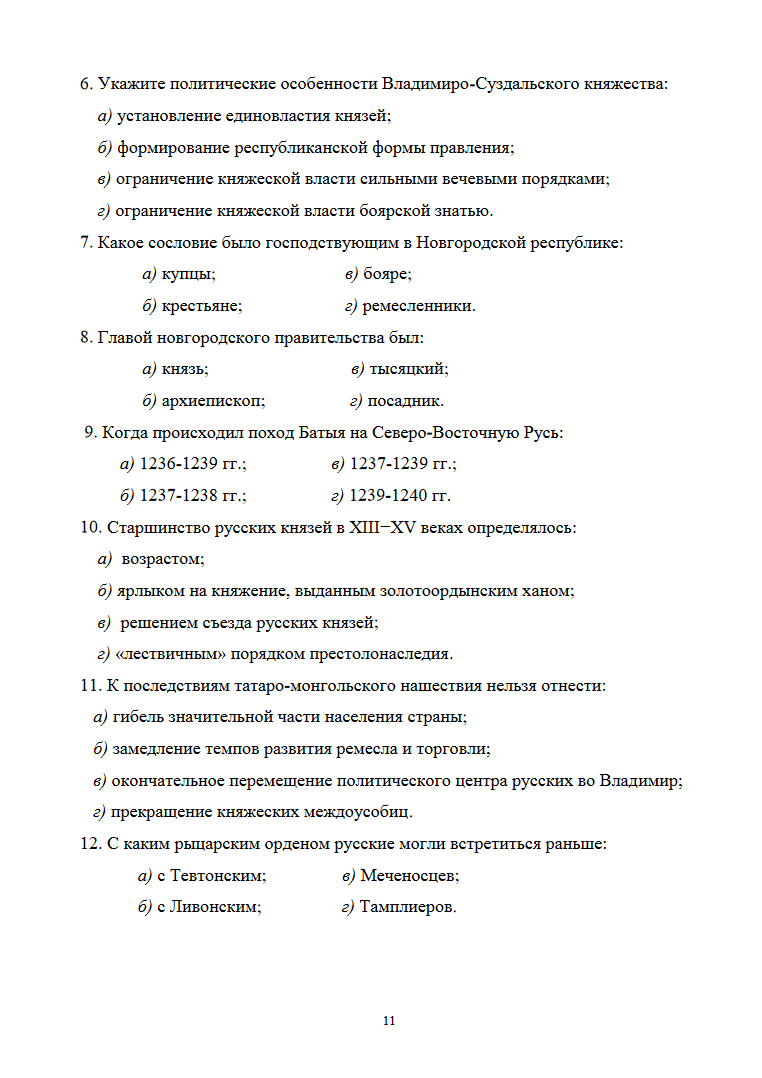 6. Укажите политические особенности Владимиро-Суздальского княжества:
а) установление единовластия князей;
б) формирование республиканской формы правления;
в) ограничение княжеской власти сильными вечевыми порядками;
г) ограничение княжеской власти боярской знатью.
7. Какое сословие было господствующим в Новгородской республике:
а) купцы; в) бояре;
б) крестьяне; г) ремесленники.
8. Главой новгородского правительства был:
а) князь; в) тысяцкий;
б) архиепископ; г) посадник.
9. Когда происходил поход Батыя на Северо-Восточную Русь:
а) 1236-1239 гг.; в) 1237-1239 гг.;
б) 1237-1238 гг.; г) 1239-1240 гг.
10. Старшинство русских князей в XIII−XV веках определялось:
а) возрастом;
б) ярлыком на княжение, выданным золотоордынским ханом;
в) решением съезда русских князей;
г) «лествичным» порядком престолонаследия.
11. К последствиям татаро-монгольского нашествия нельзя отнести:
а) гибель значительной части населения страны;
б) замедление темпов развития ремесла и торговли;
в) окончательное перемещение политического центра русских во Владимир;
г) прекращение княжеских междоусобиц.
12. С каким рыцарским орденом русские могли встретиться раньше:
а) с Тевтонским; в) Меченосцев;
б) с Ливонским; г) Тамплиеров.
11